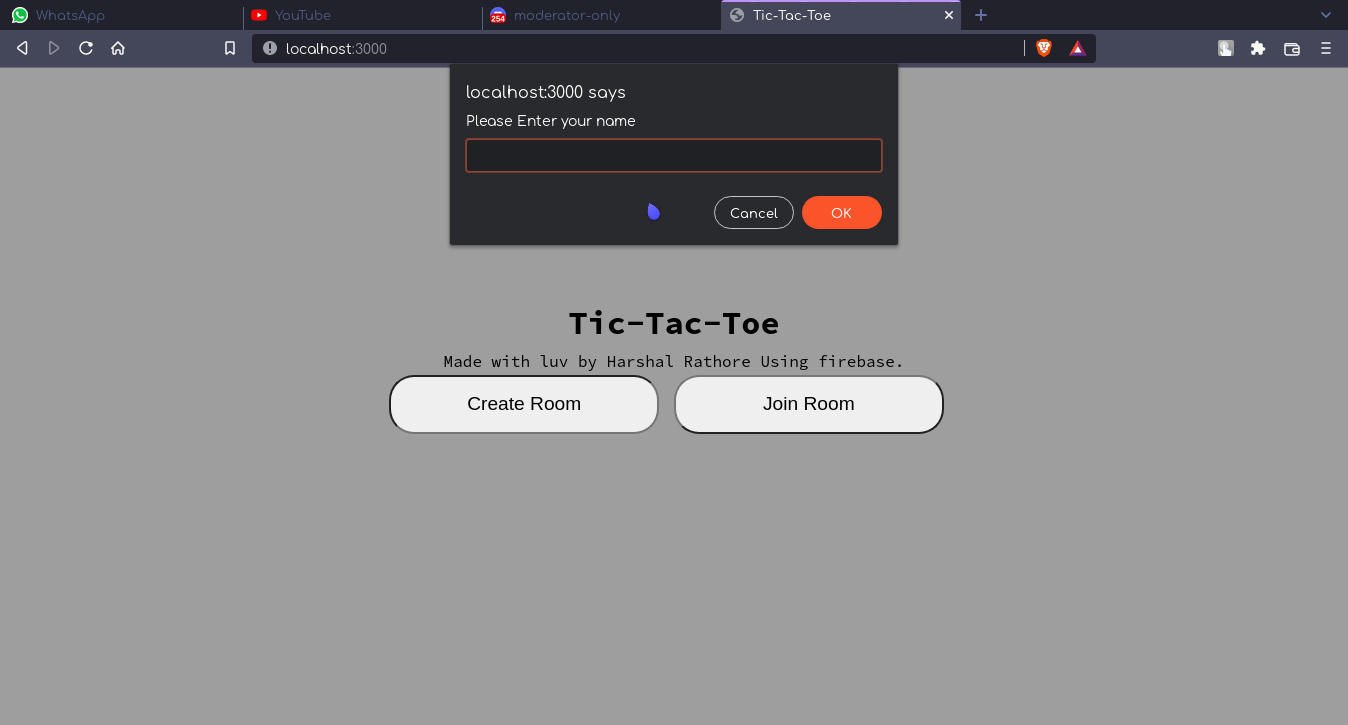 WhatsApp
YouTube
254
moderator-only
Tic-Tac-Toe
localhost:3000
localhost:3000 says
Please Enter your name
Cancel
OK
Tic-Tac-Toe
Made with luv by Harshal Rathore Using firebase.
Create Room
Join Room